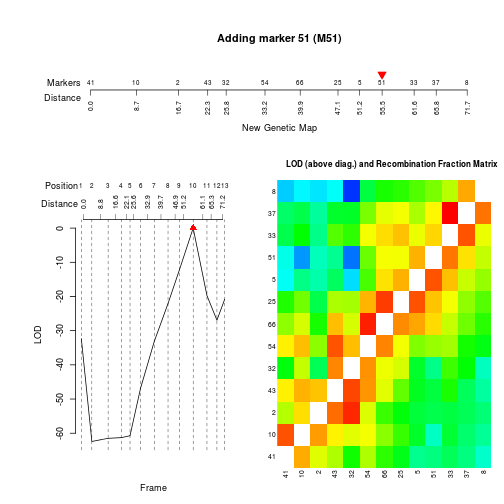 Adding marker 51 (M51)
Markers 41 10 2 43 32 54 66 25 5 51 33 37 8
Distance 0.0 8.7 16.7 22.3 25.8 33.2 39.9 47.1 51.2 55.5 61.6 65.8 71.7
New Genetic Map
LOD (above diag.) and Recombination Fraction Matrix
Position 1 2 3 4 5 6 7 8 9 10 11 12 13
Distance 0.0 8.8 16.6 22.1 25.6 32.9 39.7 46.9 51.2 61.1 65.3 71.2
LOD
0
-10
-20
-30
-40
-50
-60
Frame
8
37
33
51
5
25
66
54
32
43
2
10
41
41 10 2 43 32 54 66 25 5 51 33 37 8